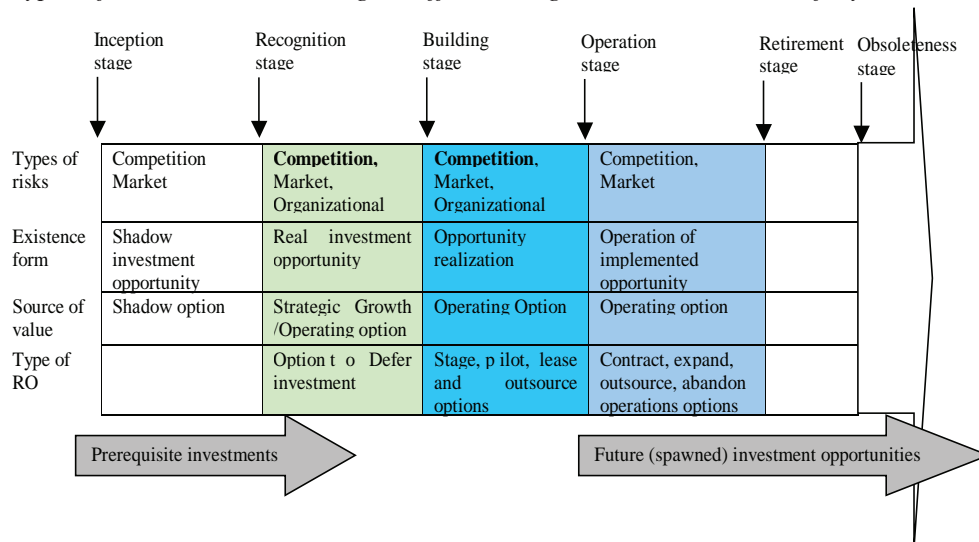 Inception stage
Recognition stage
Building stage
Operation stage
Retirement stage
Obsoleteness stage
Types of risks
Competition
Market
Competition,
Market,
Organizational
Competition,
Market,
Organizational
Competition,
Market
Existence form
Shadow
investment
opportunity
Real investment
opportunity
Opportunity
realization
Operation of
implemented
opportunity
Source of value
Shadow option
Strategic Growth
/Operating option
Operating Option
Operating option
Type of RO
Option t o Defer
investment
Stage, p ilot, lease
and outsource
options
Contract, expand,
outsource, abandon
operations options
Prerequisite investments
Future (spawned) investment opportunities